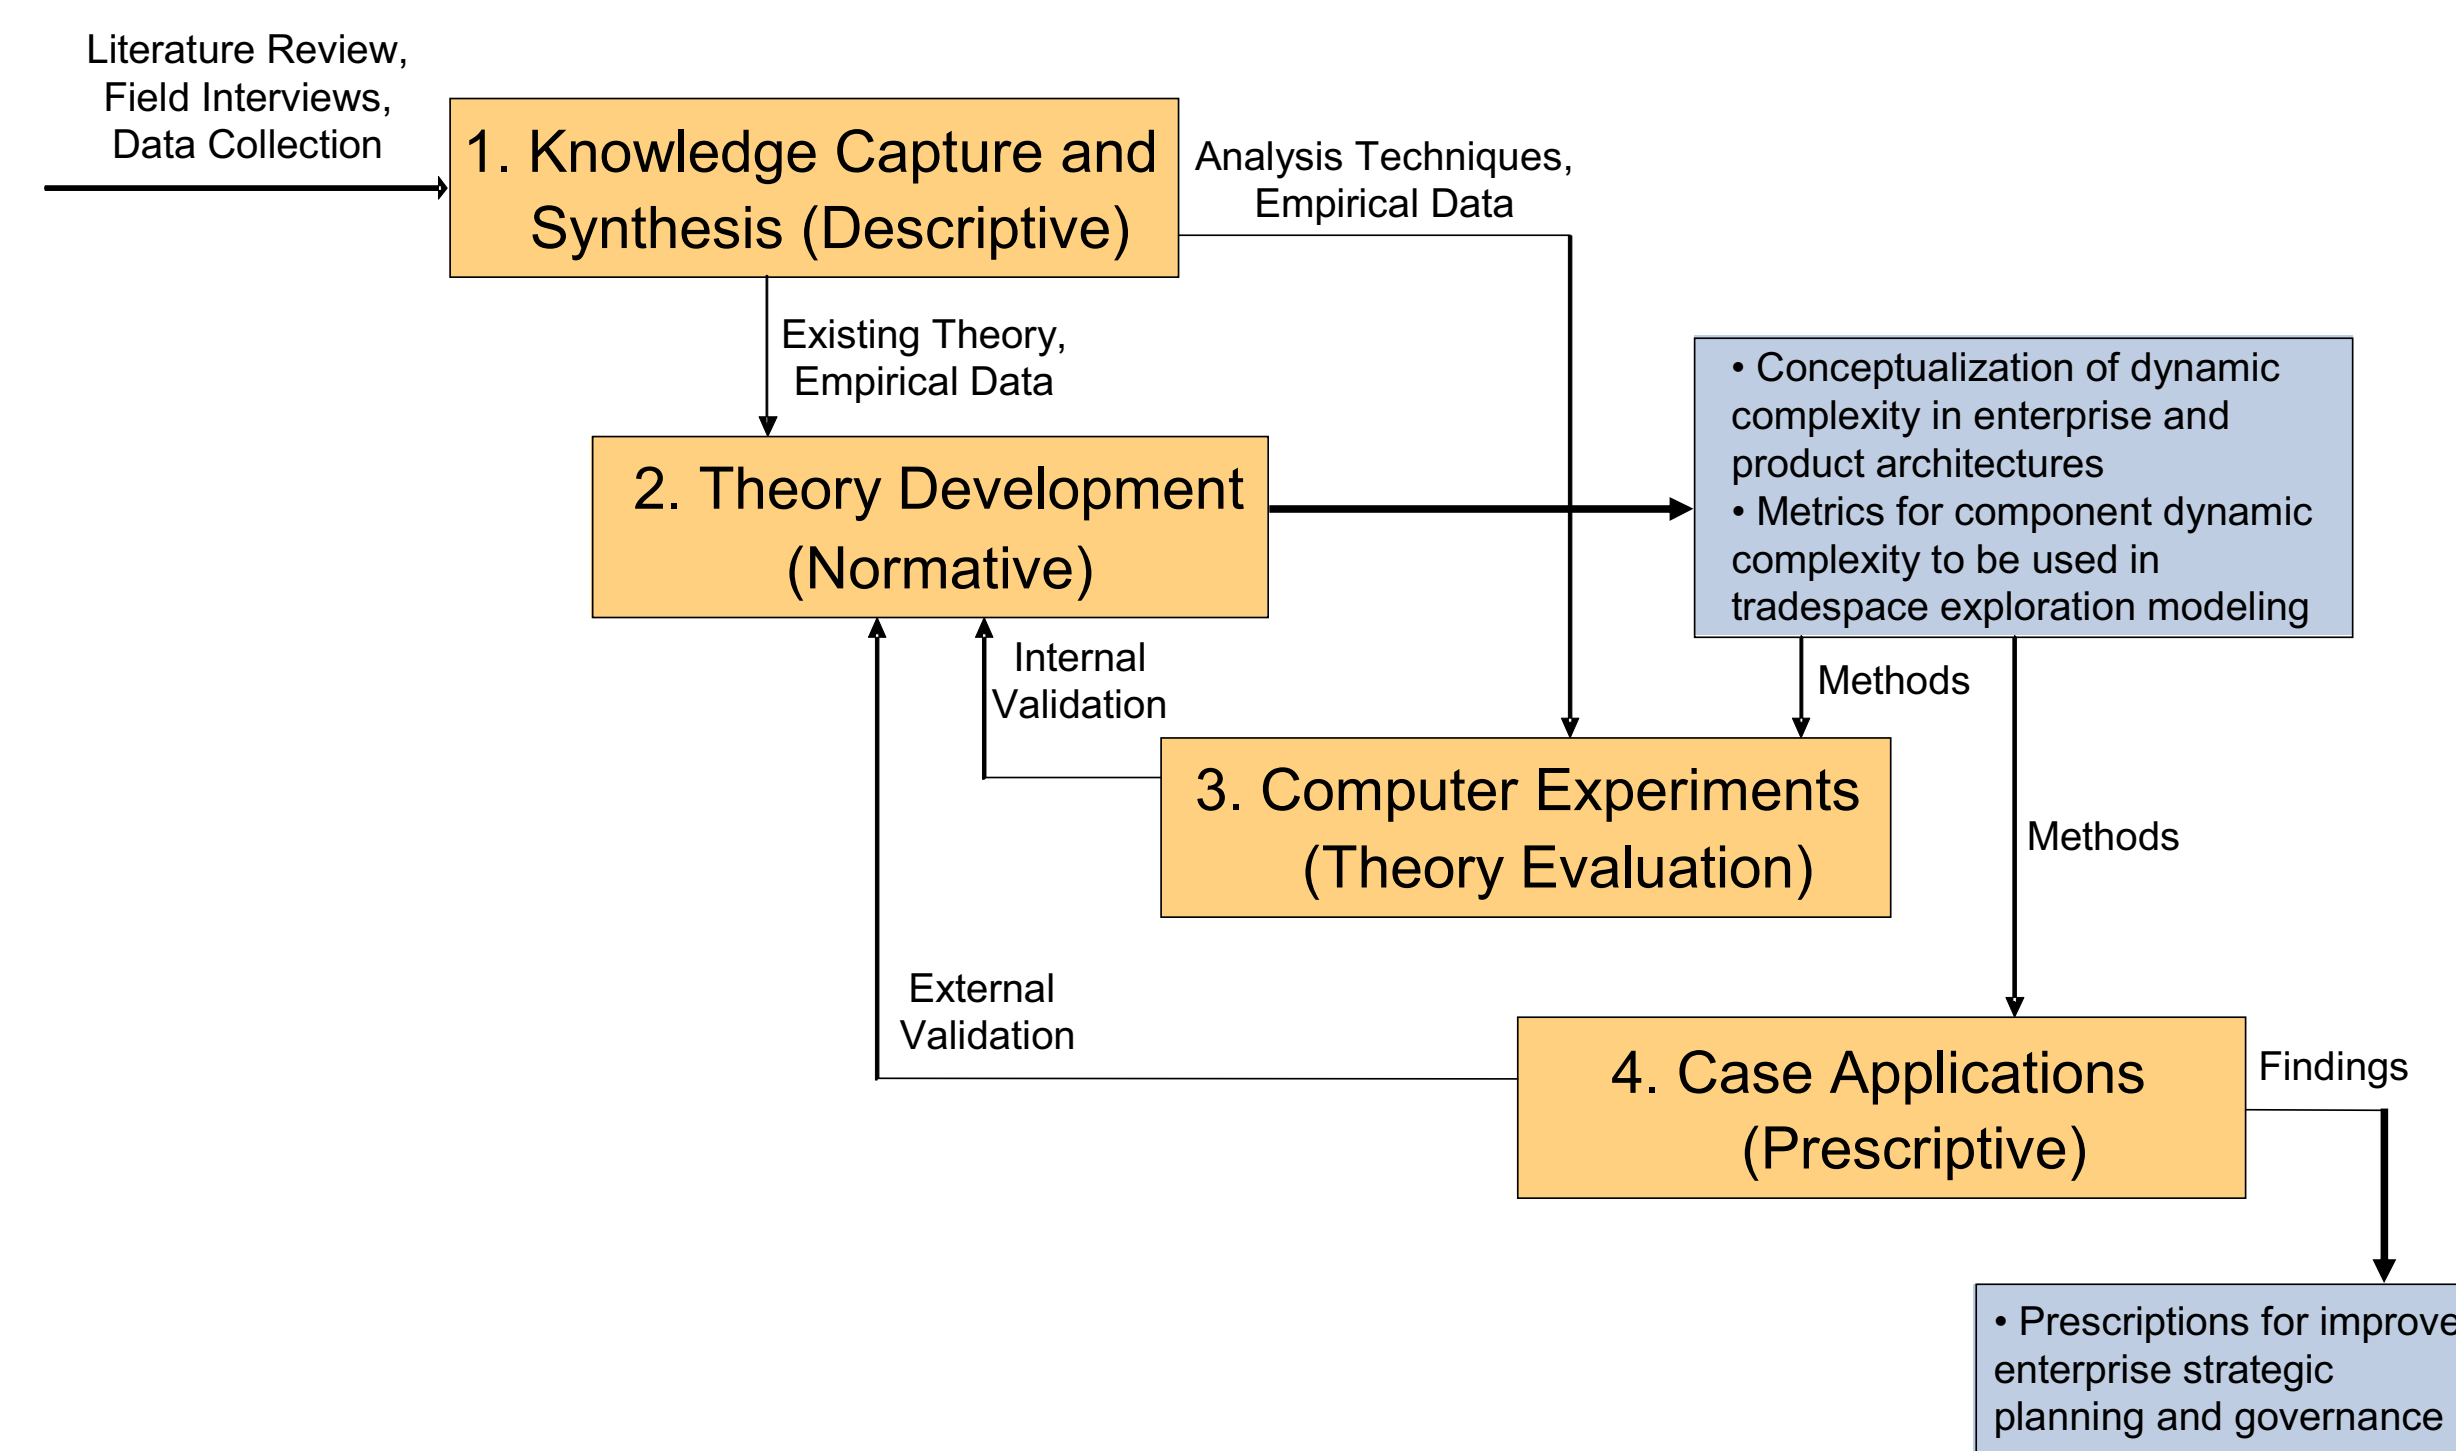 Literature Review,
Field Interviews,
Data Collection
1. Knowledge Capture and
Synthesis (Descriptive)
Analysis Techniques,
Empirical Data
Existing Theory,
Empirical Data
2. Theory Development
(Normative)
• Conceptualization of dynamic
complexity in enterprise and
product architectures
• Metrics for component dynamic
complexity to be used in
tradespace exploration modeling
Internal
Validation
Methods
3. Computer Experiments
(Theory Evaluation)
Methods
External
Validation
4. Case Applications
(Prescriptive)
Findings
• Prescriptions for
enterprise strategic
planning and governance